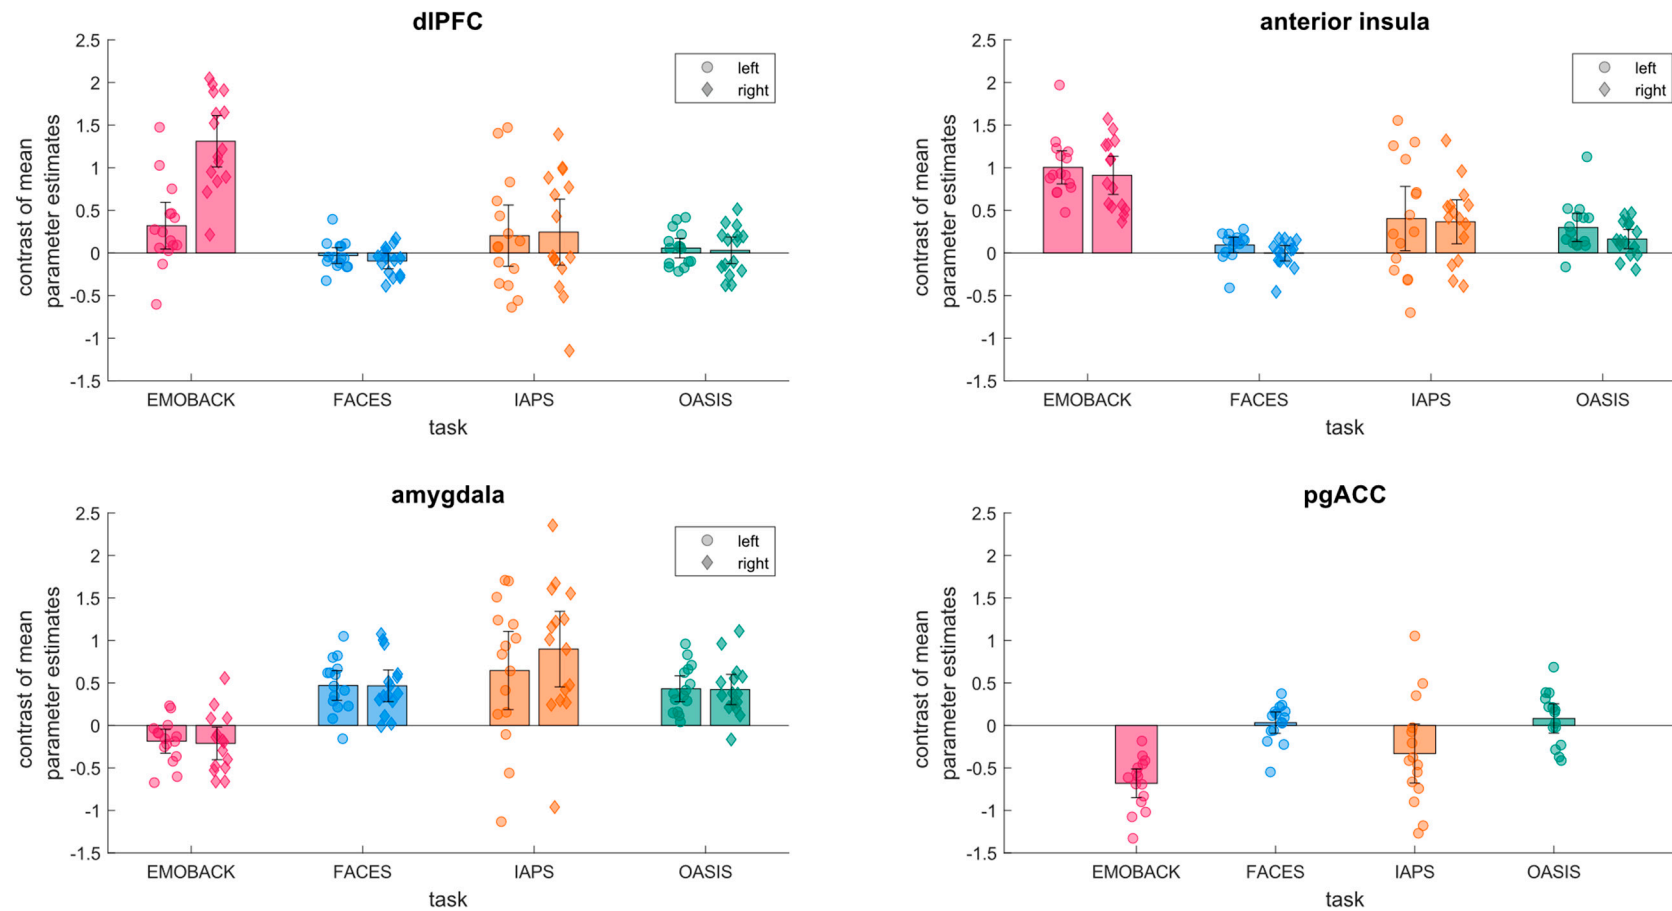 dlPFC
2.5
2
1.5
1
0.5
0
-0.5
-1
-1.5
contrast of mean
parameter estimates
left
right
EMOBACK FACES IAPS OASIS
task
anterior insula
2.5
2
1.5
1
0.5
0
-0.5
-1
-1.5
contrast of mean
parameter estimates
left
right
EMOBACK FACES IAPS OASIS
task
amygdala
2.5
2
1.5
1
0.5
0
-0.5
-1
-1.5
contrast of mean
parameter estimates
left
right
EMOBACK FACES IAPS OASIS
task
pgACC
2.5
2
1.5
1
0.5
0
-0.5
-1
-1.5
contrast of mean
parameter estimates
EMOBACK FACES IAPS OASIS
task